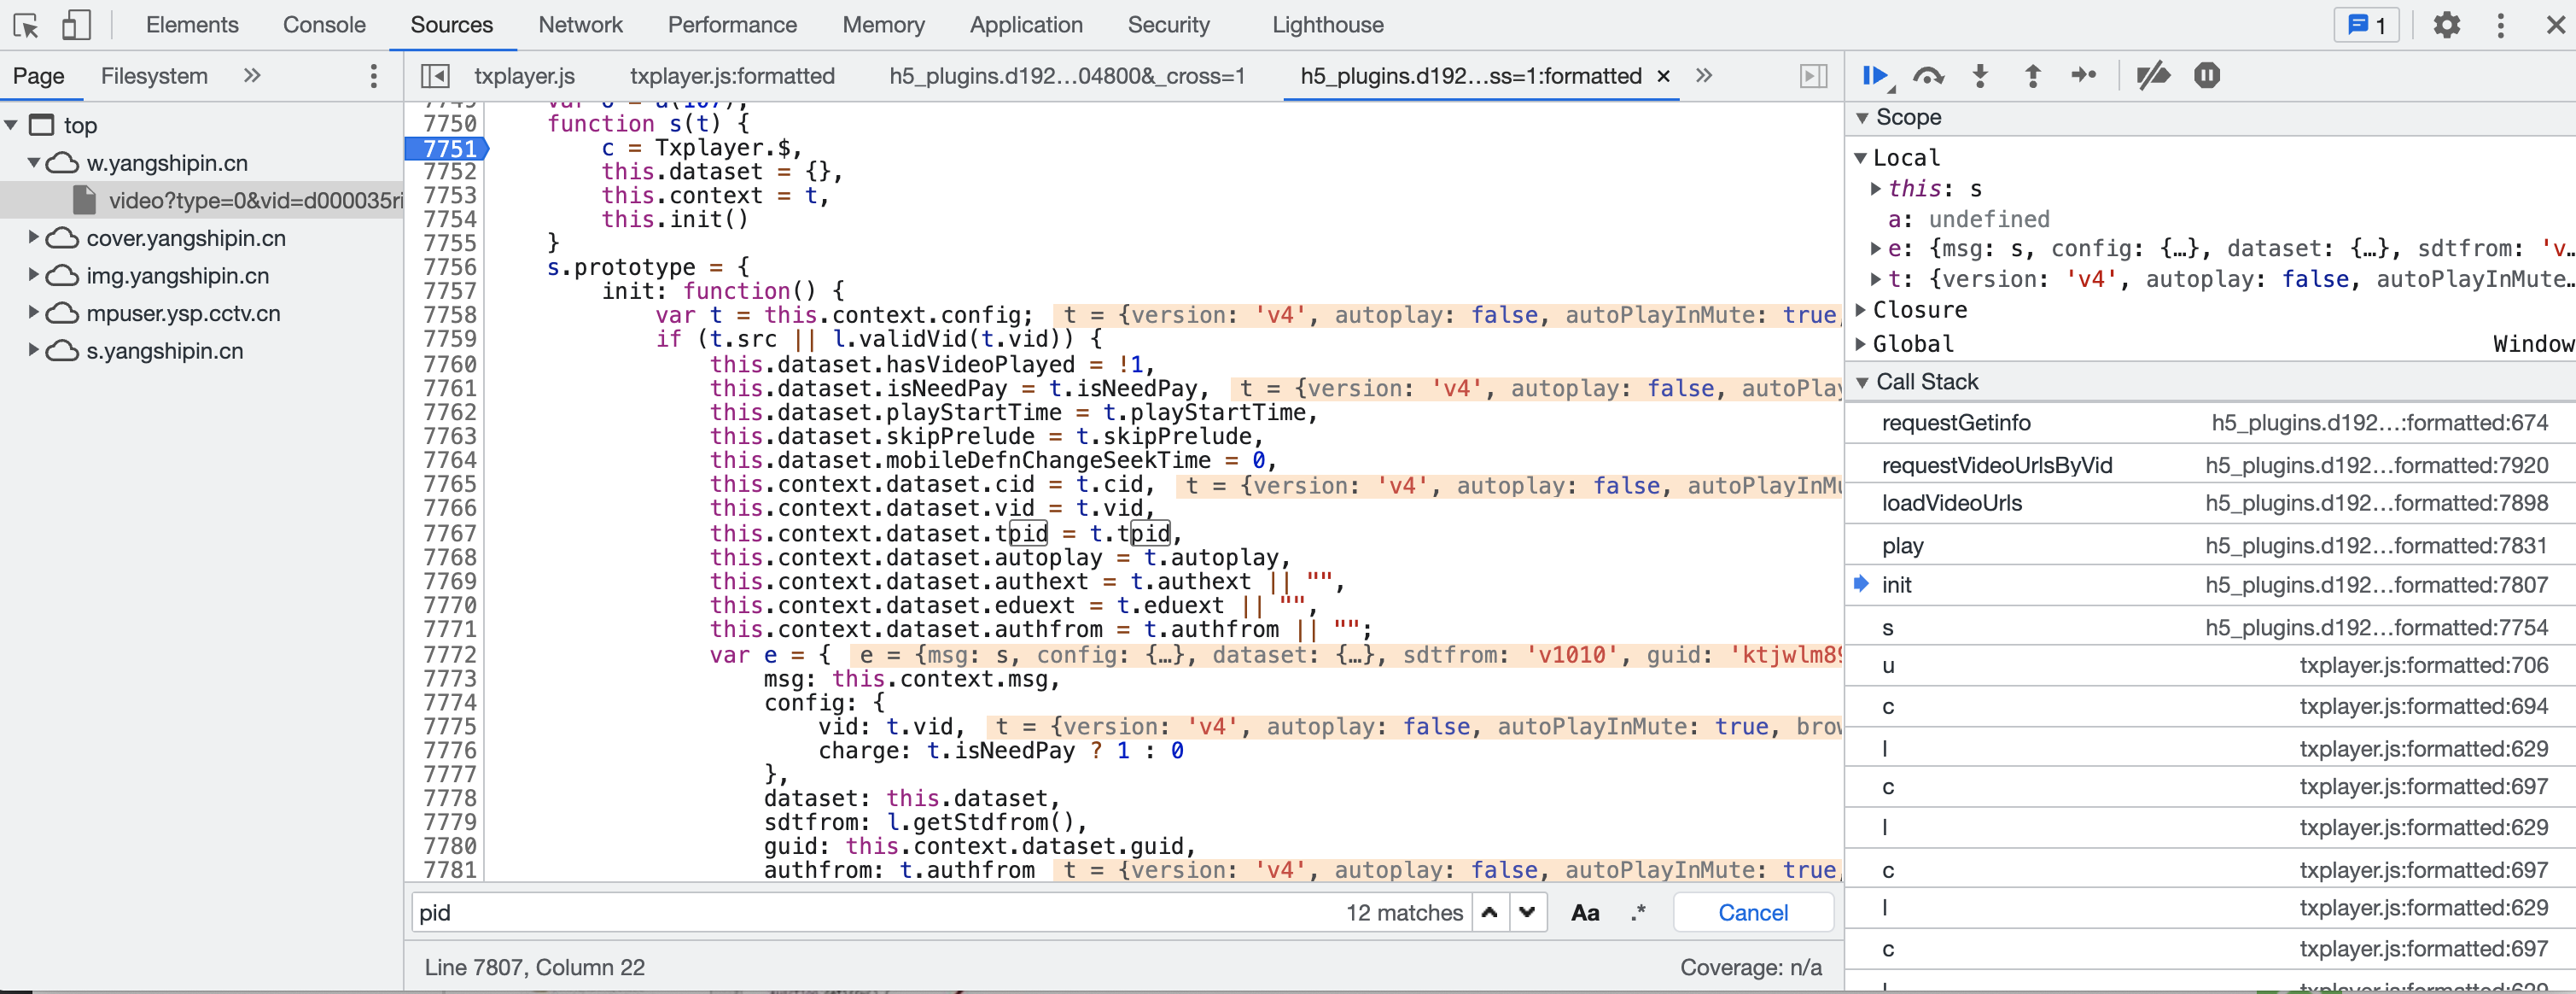 Elements Console Sources Network Performance Memory Application Security Lighthouse 1
Page Filesystem
top
w.yangshipin.cn
video?type=0&vid=d000035ri
cover.yangshipin.cn
img.yangshipin.cn
mpuser.ysp.cctv.cn
s.yangshipin.cn
txplayer.js txplayer.js:formatted h5_plugins.d192…04800&_cross=1 h5_plugins.d192…ss=1:formatted ×
7749 var o = a(107);
7750 function s(t) {
7751 c = Txplayer.$,
7752 this.dataset = {},
7753 this.context = t,
7754 this.init()
7755 }
7756 s.prototype = {
7757 init: function() {
7758 var t = this.context.config; t = {version: 'v4', autoplay: false, autoPlayInMute: true,
7759 if (t.src || l.validVid(t.vid)) {
7760 this.dataset.hasVideoPlayed = !1,
7761 this.dataset.isNeedPay = t.isNeedPay, t = {version: 'v4', autoplay: false, autoPlay
7762 this.dataset.playStartTime = t.playStartTime,
7763 this.dataset.skipPrelude = t.skipPrelude,
7764 this.dataset.mobileDefnChangeSeekTime = 0,
7765 this.context.dataset.cid = t.cid, t = {version: 'v4', autoplay: false, autoPlayInMu
7766 this.context.dataset.vid = t.vid,
7767 this.context.dataset.tpid = t.tpid,
7768 this.context.dataset.autoplay = t.autoplay,
7769 this.context.dataset.authext = t.authext || "",
7770 this.context.dataset.eduext = t.eduext || "",
7771 this.context.dataset.authfrom = t.authfrom || "";
7772 var e = { e = {msg: s, config: {…}, dataset: {…}, sdtfrom: 'v1010', guid: 'ktjwlm89
7773 msg: this.context.msg,
7774 config: {
7775 vid: t.vid, t = {version: 'v4', autoplay: false, autoPlayInMute: true, brow
7776 charge: t.isNeedPay ? 1 : 0
7777 },
7778 dataset: this.dataset,
7779 sdtfrom: l.getStdfrom(),
7780 guid: this.context.dataset.guid,
7781 authfrom: t.authfrom t = {version: 'v4', autoplay: false, autoPlayInMute: true,
pid 12 matches Aa .* Cancel
Line 7807, Column 22 Coverage: n/a
Scope
Local
this: s
a: undefined
e: {msg: s, config: {…}, dataset: {…}, sdtfrom: 'v…
t: {version: 'v4', autoplay: false, autoPlayInMute…
Closure
Global Window
Call Stack
requestGetinfo h5_plugins.d192…:formatted:674
requestVideoUrlsByVid h5_plugins.d192…formatted:7920
loadVideoUrls h5_plugins.d192…formatted:7898
play h5_plugins.d192…formatted:7831
init h5_plugins.d192…formatted:7807
s h5_plugins.d192…formatted:7754
u txplayer.js:formatted:706
c txplayer.js:formatted:694
l txplayer.js:formatted:629
c txplayer.js:formatted:697
l txplayer.js:formatted:629
c txplayer.js:formatted:697
l txplayer.js:formatted:629
c txplayer.js:formatted:697
l txplayer.js:formatted:629